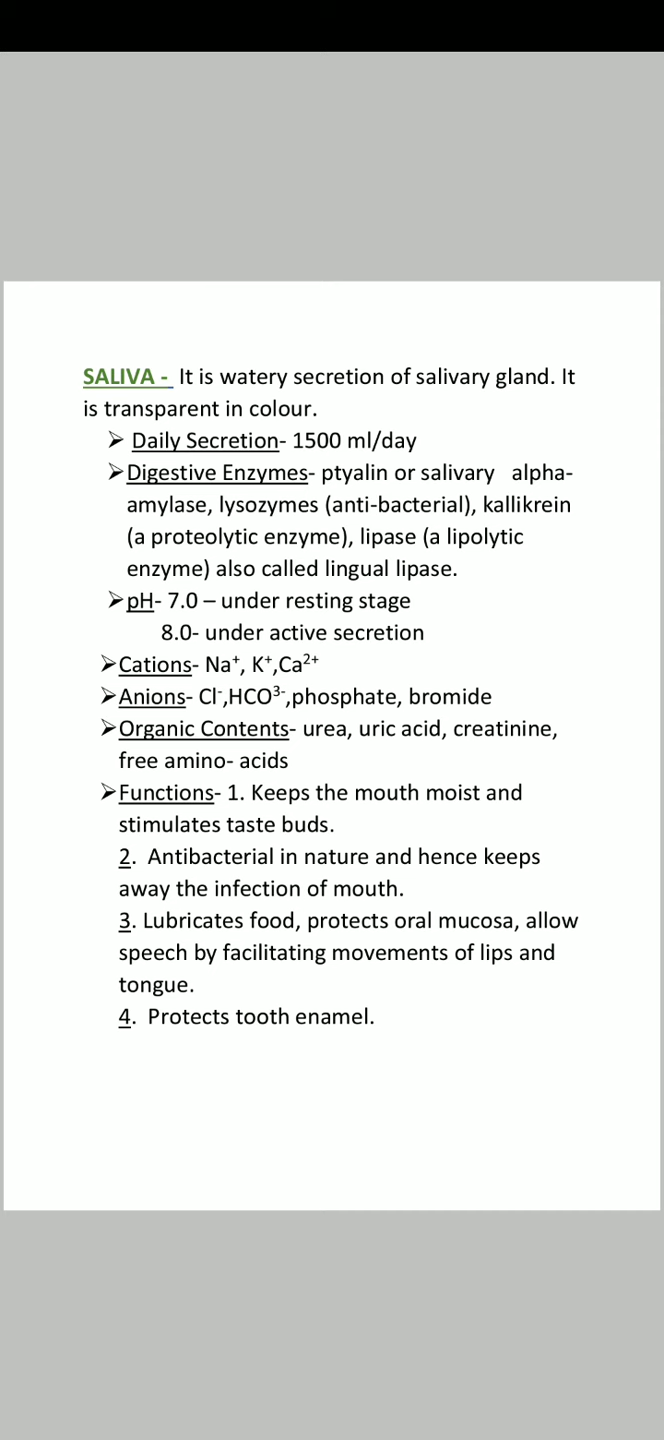 SALIVA - It is watery secretion of salivary gland. It
is transparent in colour.
➢ Daily Secretion- 1500 ml/day
➢Digestive Enzymes- ptyalin or salivary alpha-
amylase, lysozymes (anti-bacterial), kallikrein
(a proteolytic enzyme), lipase (a lipolytic
enzyme) also called lingual lipase.
➢pH- 7.0 – under resting stage
8.0- under active secretion
➢Cations- Na⁺, K⁺,Ca²⁺
➢Anions- Cl⁻,HCO³⁻,phosphate, bromide
➢Organic Contents- urea, uric acid, creatinine,
free amino- acids
➢Functions- 1. Keeps the mouth moist and
stimulates taste buds.
2. Antibacterial in nature and hence keeps
away the infection of mouth.
3. Lubricates food, protects oral mucosa, allow
speech by facilitating movements of lips and
tongue.
4. Protects tooth enamel.